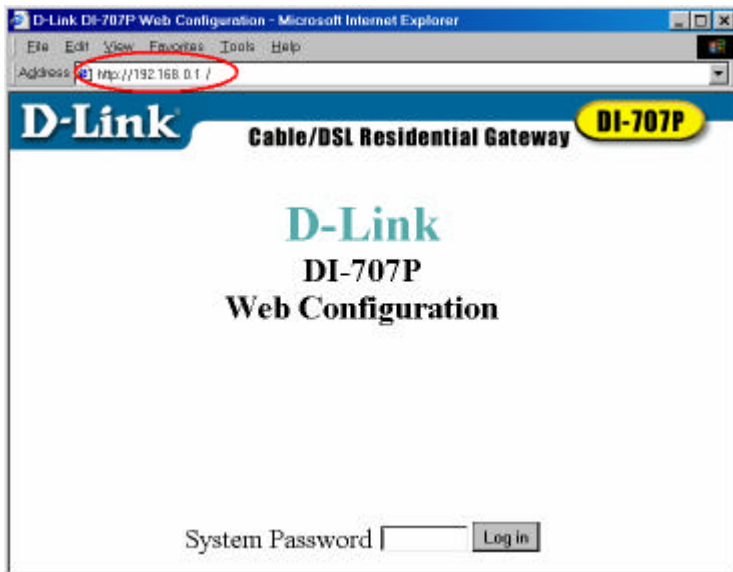 D-Link DI-707P Web Configuration - Microsoft Internet Explorer
File Edit View Favorites Tools Help
Address http://192.168.0.1 /
D-Link
Cable/DSL Residential Gateway
DI-707P
D-Link
DI-707P
Web Configuration
System Password Log in